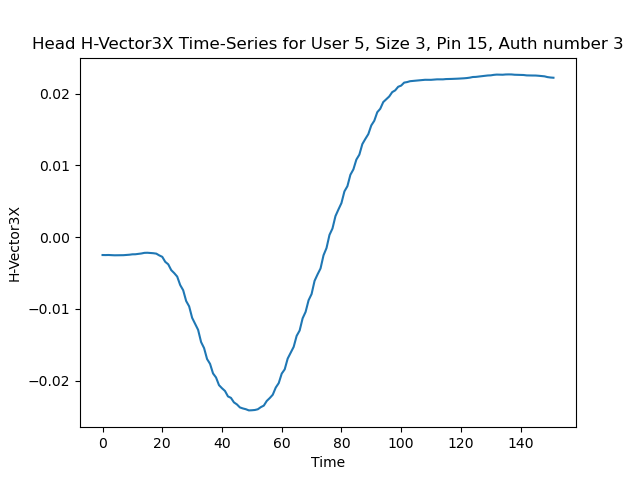 Head H-Vector3X Time-Series for User 5, Size 3, Pin 15, Auth number 3
H-Vector3X
0.02
0.01
0.00
−0.01
−0.02
0 20 40 60 80 100 120 140
Time